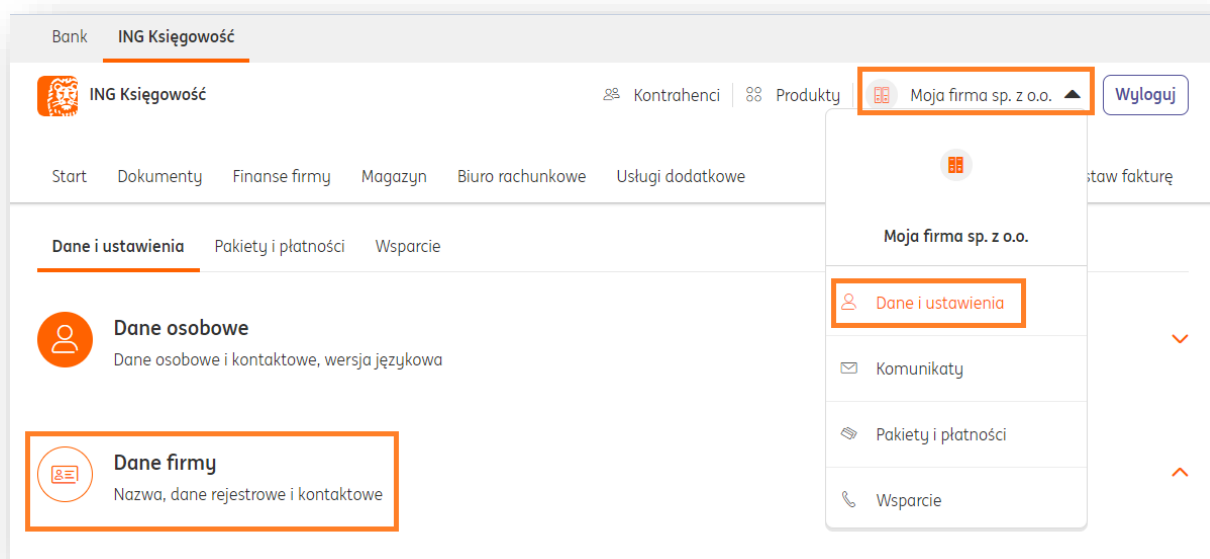 Bank ING Księgowość
ING Księgowość Kontrahenci Produkty Moja firma sp. z o.o. Wyloguj
Start Dokumenty Finanse firmy Magazyn Biuro rachunkowe Usługi dodatkowe staw fakturę
Moja firma sp. z o.o.
Dane i ustawienia Pakiety i płatności Wsparcie
Dane i ustawienia
Komunikaty
Pakiety i płatności
Wsparcie
Dane osobowe
Dane osobowe i kontaktowe, wersja językowa
Dane firmy
Nazwa, dane rejestrowe i kontaktowe